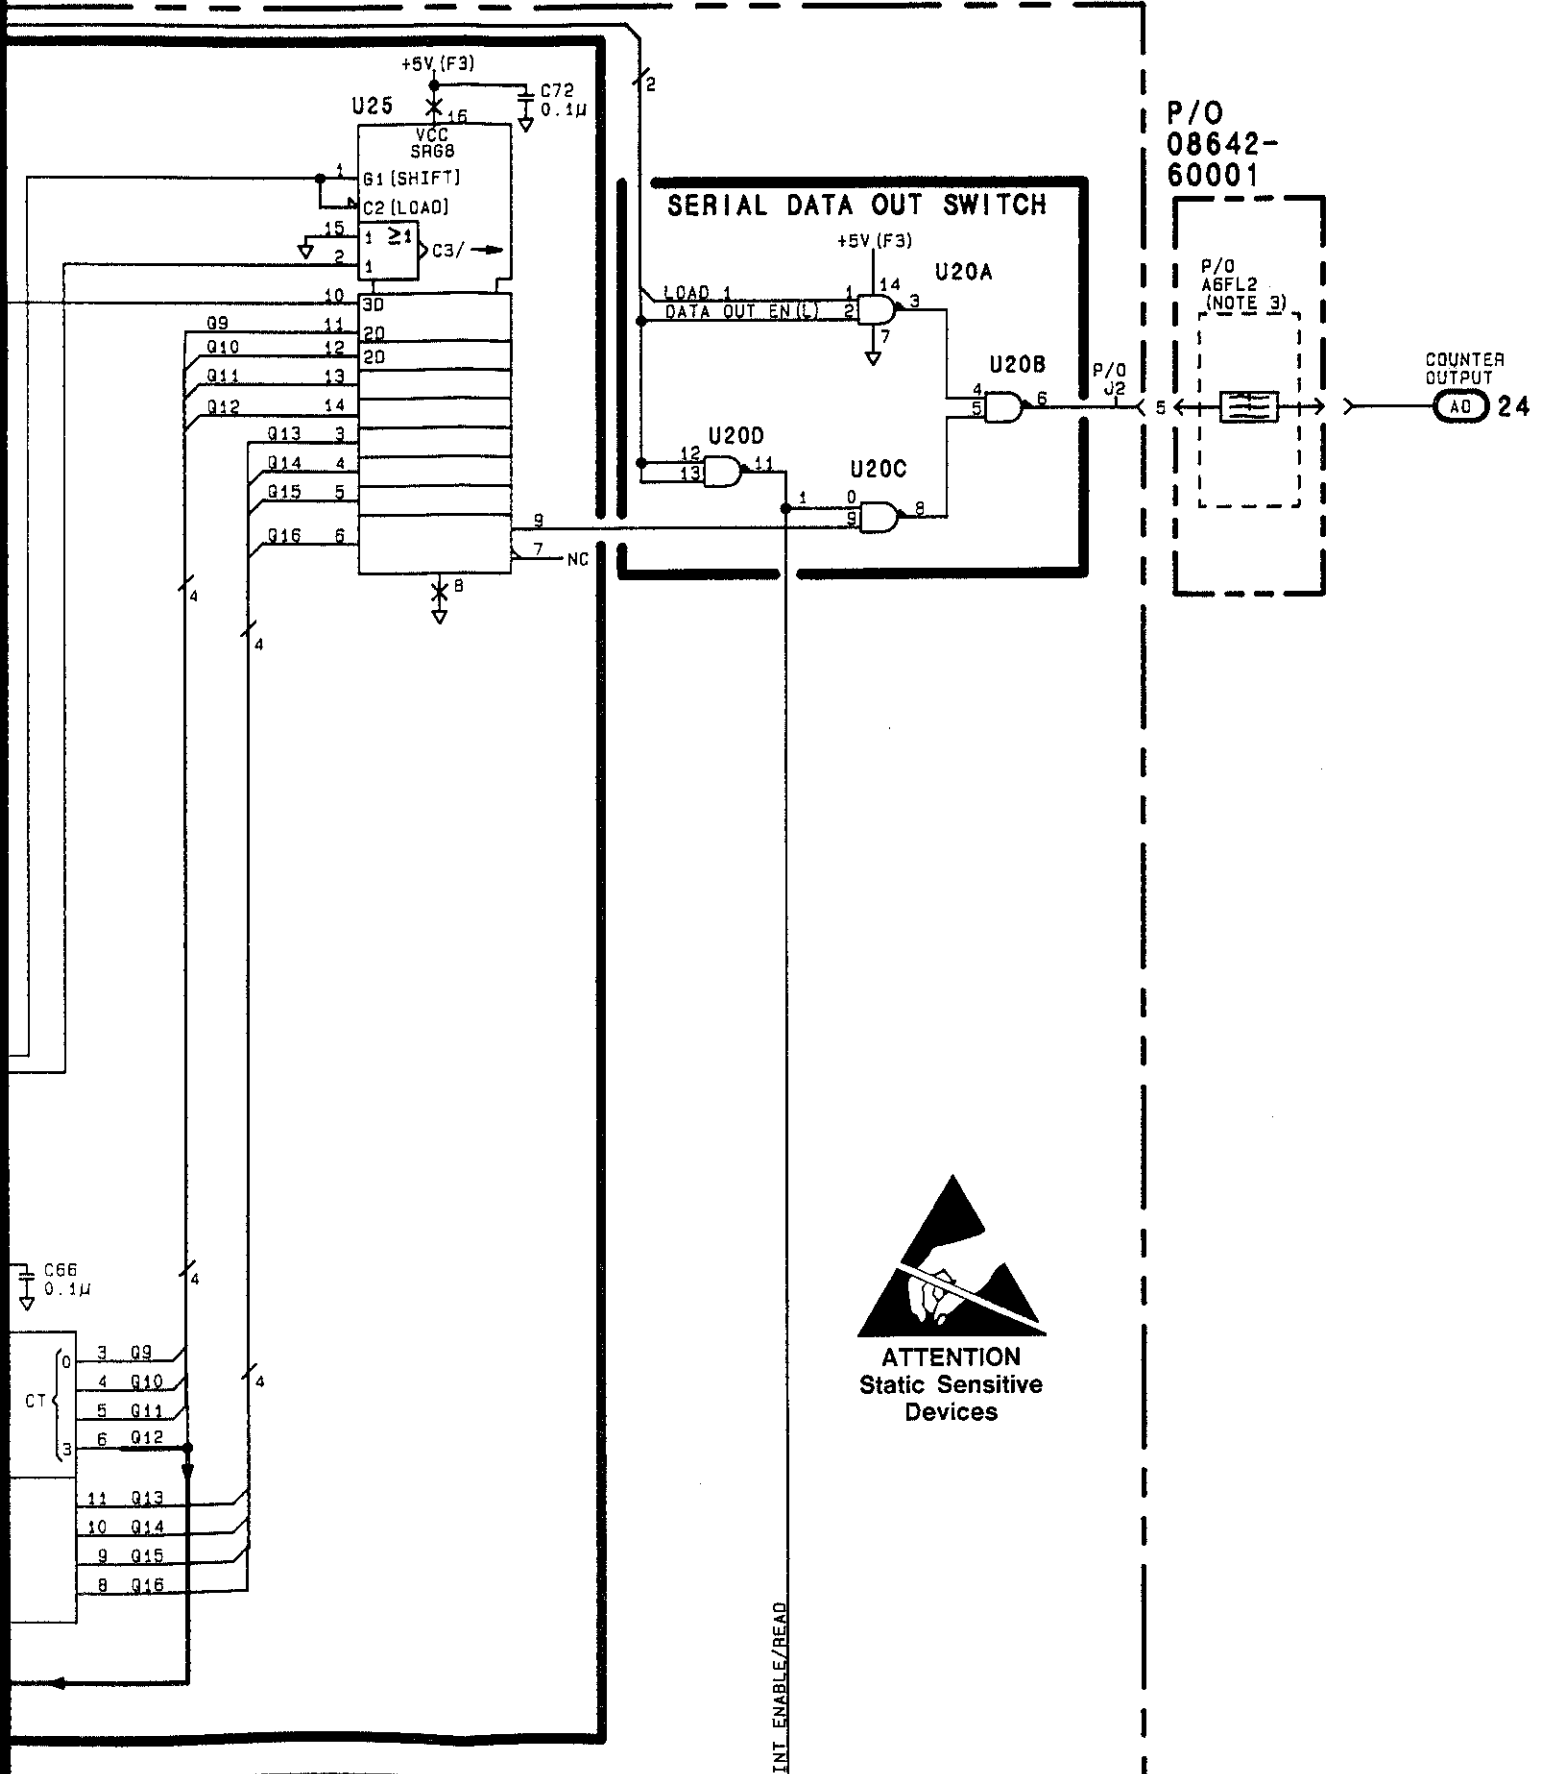 +5V (F3)
C72
0.1µ
2
U25
16
VCC
SRG8
1
G1 [SHIFT]
C2 [LOAD]
15
1
≥1
C3/
2
1
10
3D
Q9
11
2D
Q10
12
2D
Q11
13
Q12
14
Q13
3
Q14
4
Q15
5
Q16
6
9
7
NC
8
4
4
SERIAL DATA OUT SWITCH
+5V (F3)
U20A
14
LOAD 1
1
3
DATA OUT EN(L)
2
7
U20B
4
5
6
P/O
J2
U20D
12
13
11
U20C
1
0
9
8
P/O
08642-
60001
P/O
A6FL2
(NOTE 3)
5
COUNTER
OUTPUT
AO
24
C66
0.1µ
4
4
CT
0
3
3 Q9
4 Q10
5 Q11
6 Q12
11 Q13
10 Q14
9 Q15
8 Q16
INT ENABLE/READ
ATTENTION
Static Sensitive
Devices